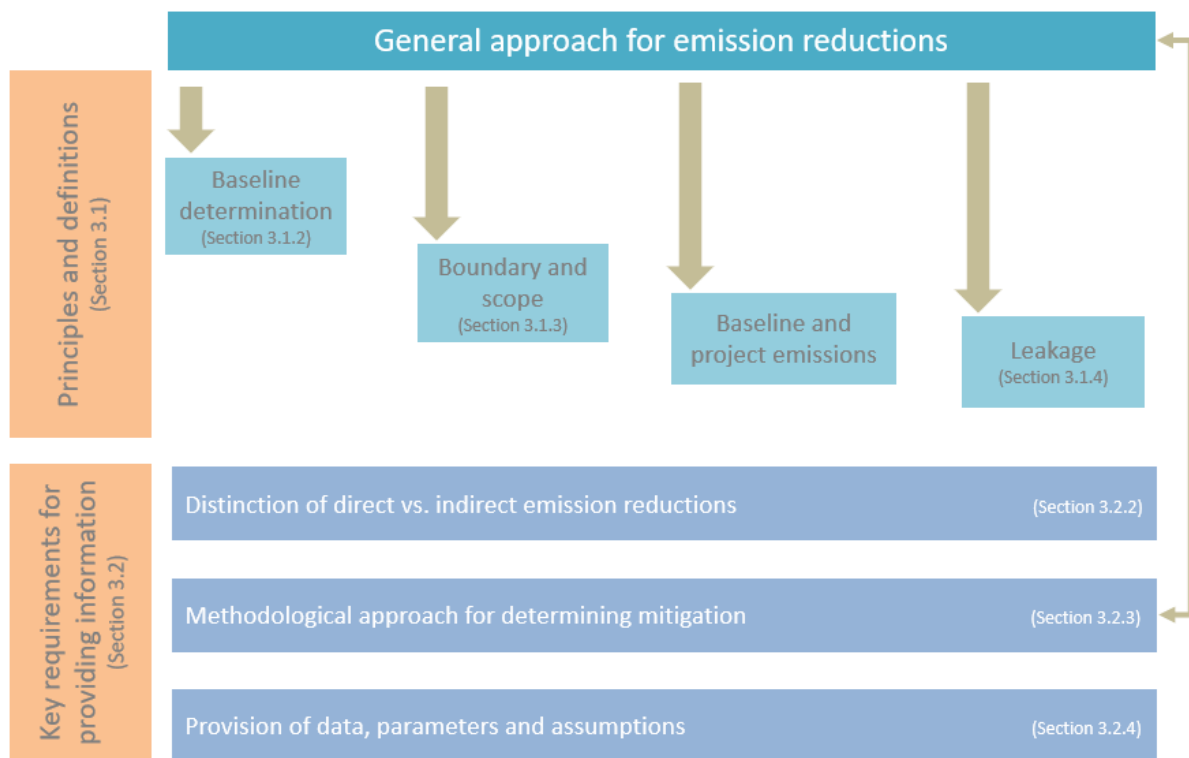 General approach for emission reductions
Principles and definitions
(Section 3.1)
Baseline
determination
(Section 3.1.2)
Boundary and
scope
(Section 3.1.3)
Baseline and
project emissions
Leakage
(Section 3.1.4)
Key requirements for
providing information
(Section 3.2)
Distinction of direct vs. indirect emission reductions (Section 3.2.2)
Methodological approach for determining mitigation (Section 3.2.3)
Provision of data, parameters and assumptions (Section 3.2.4)